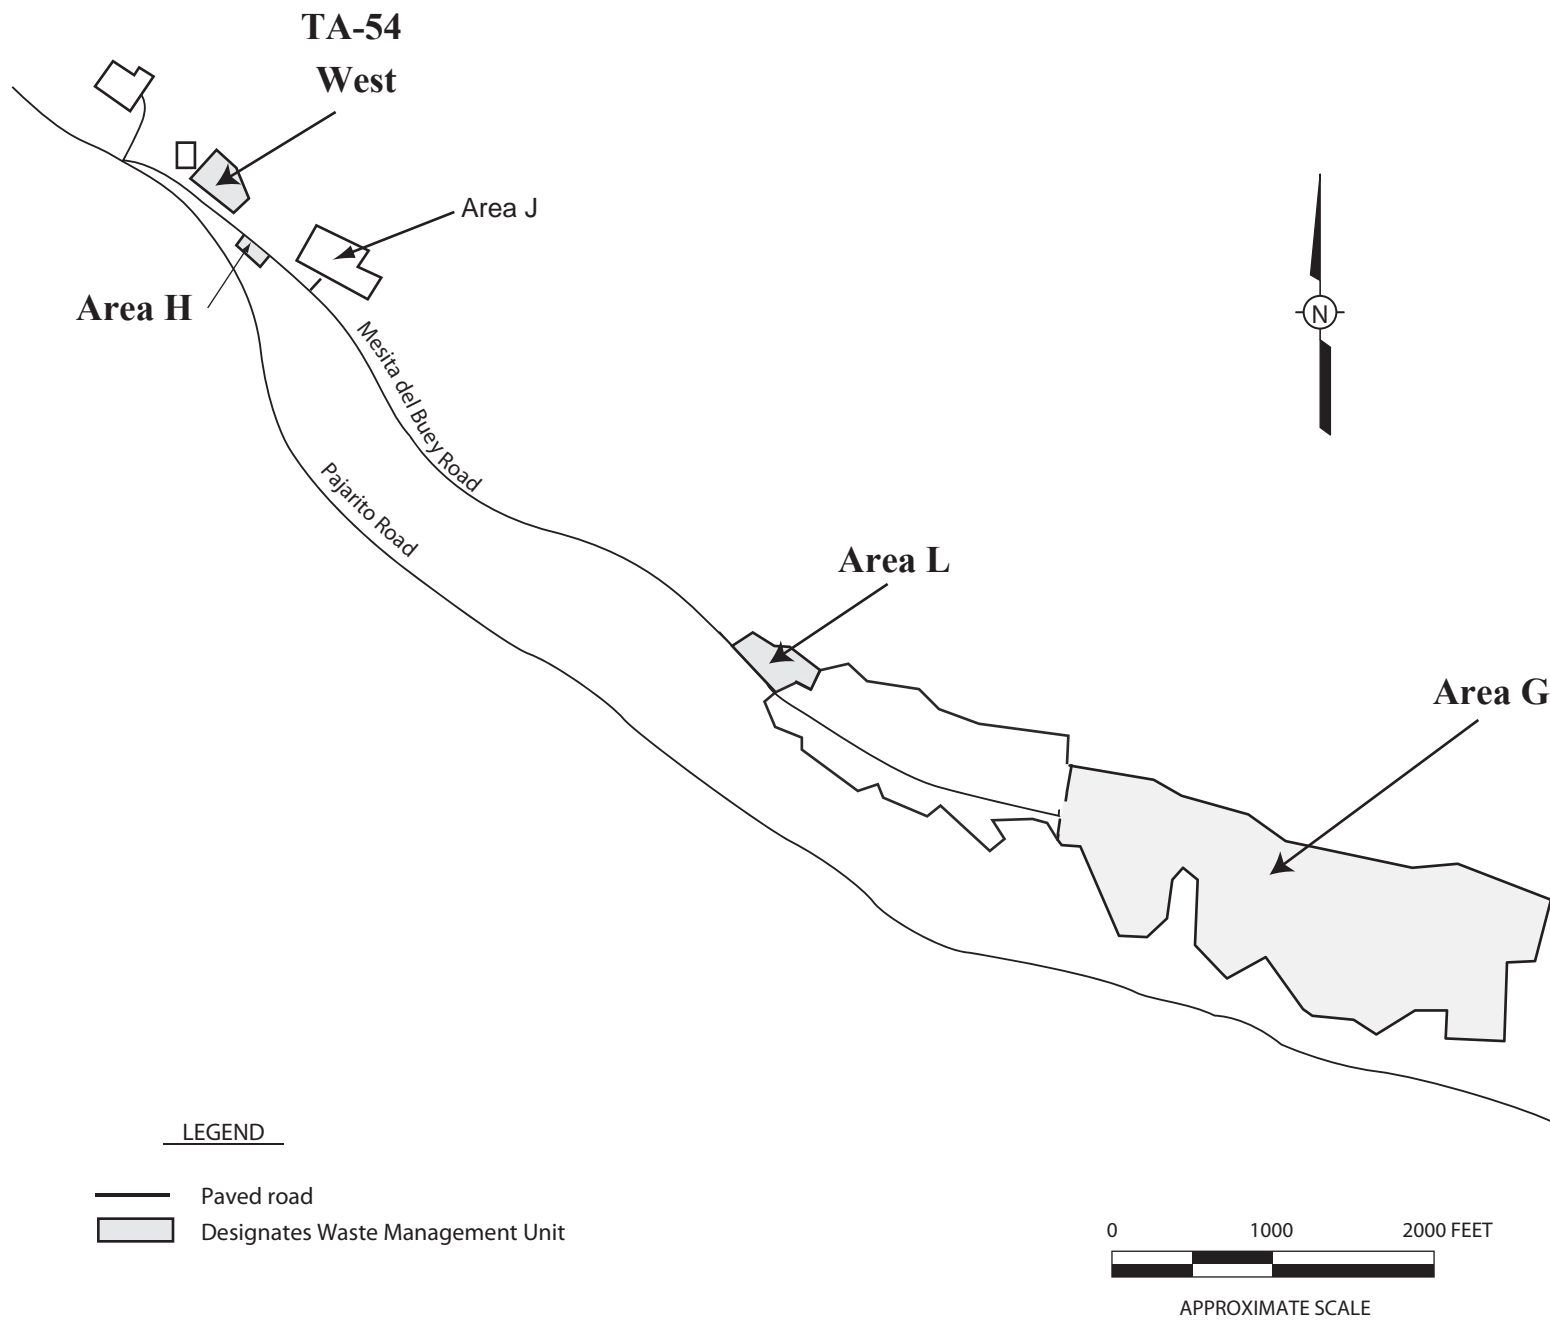 TA-54
West
Area J
Area H
Mesita del Buey Road
Pajarito Road
N
Area L
Area G
LEGEND
Paved road
Designates Waste Management Unit
0 1000 2000 FEET
APPROXIMATE SCALE